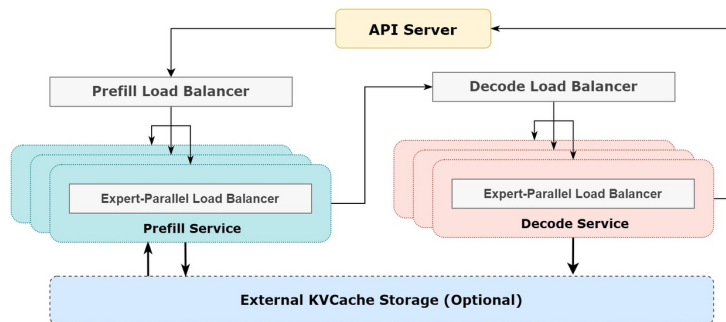 API Server
Prefill Load Balancer
Decode Load Balancer
Expert-Parallel Load Balancer
Prefill Service
Expert-Parallel Load Balancer
Decode Service
External KVCache Storage (Optional)